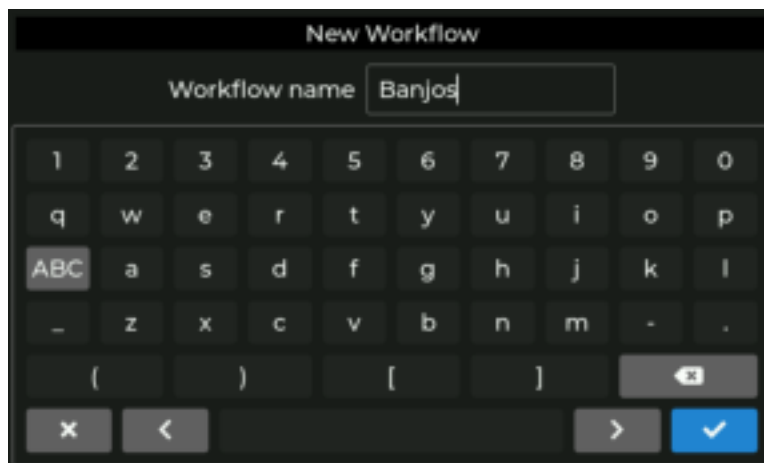 New Workflow
Workflow name Banjos
1 2 3 4 5 6 7 8 9 0
q w e r t y u i o p
ABC a s d f g h j k l
_ z x c v b n m - .
( ) [ ]